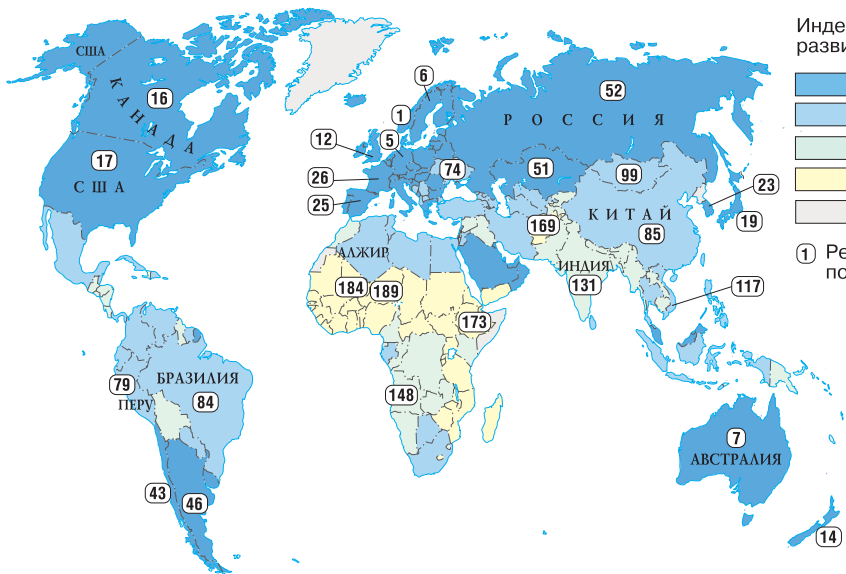 Инде
разви
США
КАНАДА
16
17
США
6
1
12
5
26
25
74
52
РОССИЯ
51
99
23
19
КИТАЙ
85
169
АЛЖИР
184
189
ИНДИЯ
131
117
173
148
79
ПЕРУ
БРАЗИЛИЯ
84
43
46
7
АВСТРАЛИЯ
14
1 Ре
по